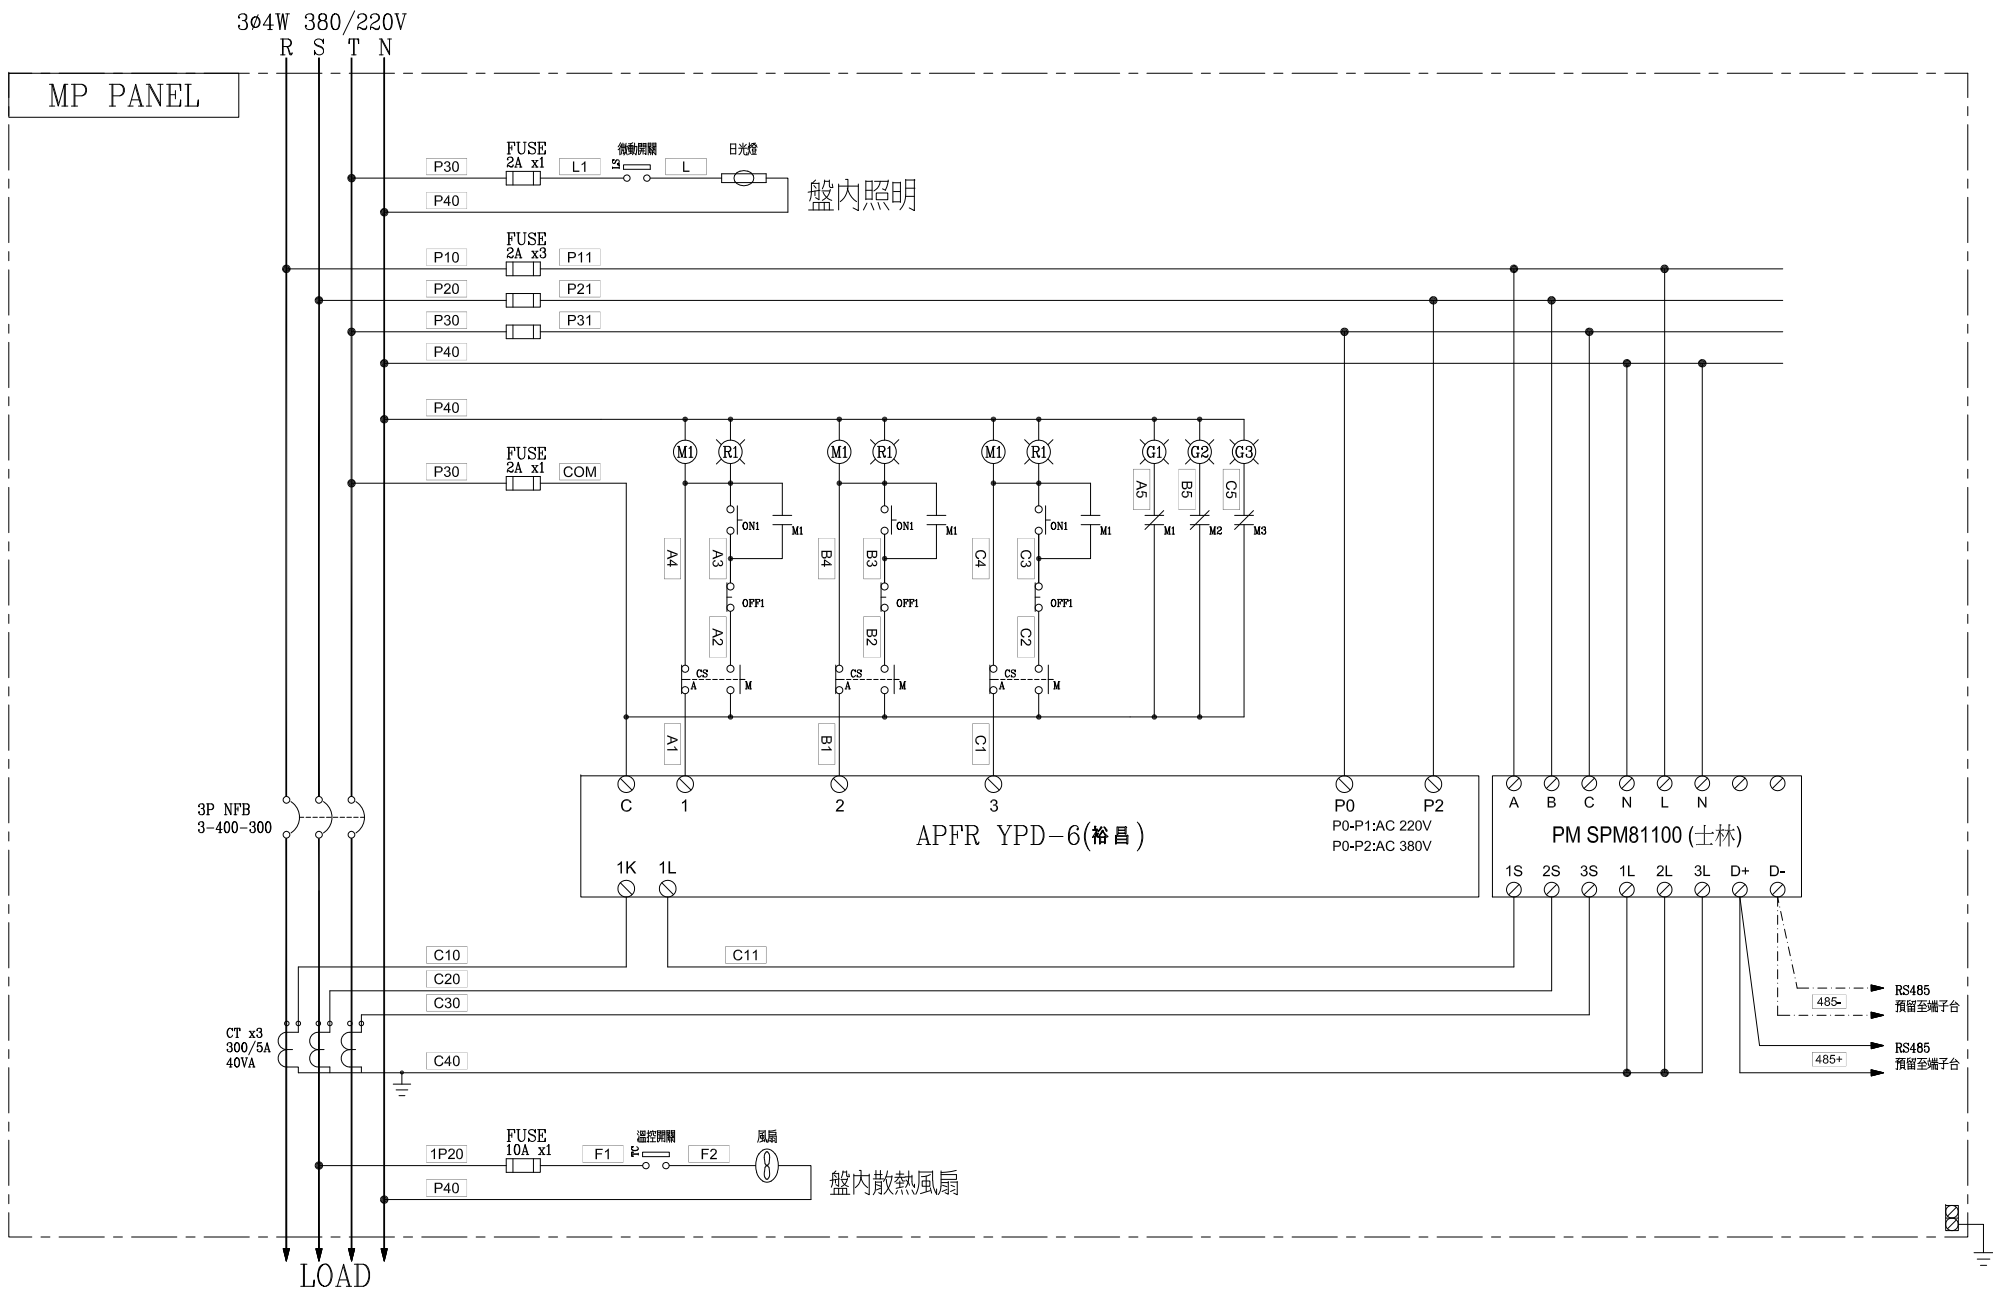 3ø4W 380/220V
R S T N
MP PANEL
P30
FUSE
2A x1
L1
微動開關
LS
L
日光燈
P40
盤內照明
P10
FUSE
2A x3
P11
P20
P21
P30
P31
P40
P40
P30
FUSE
2A x1
COM
M1 R1 M1 R1 M1 R1 G1 G2 G3
A5 B5 C5
ON1 M1 ON1 M1 ON1 M1 M1 M2 M3
A4 A3 B4 B3 C4 C3
OFF1 OFF1 OFF1
A2 B2 C2
CS A M CS A M CS A M
A1 B1 C1
3P NFB
3-400-300
C 1 2 3 P0 P2
APFR YPD-6(裕昌)
P0-P1:AC 220V
P0-P2:AC 380V
1K 1L
A B C N L N
PM SPM81100 (士林)
1S 2S 3S 1L 2L 3L D+ D-
C10
C11
C20
C30
CT x3
300/5A
40VA
C40
485-
RS485
預留至端子台
485+
RS485
預留至端子台
1P20
FUSE
10A x1
F1
溫控開關
TC
F2
風扇
P40
盤內散熱風扇
LOAD